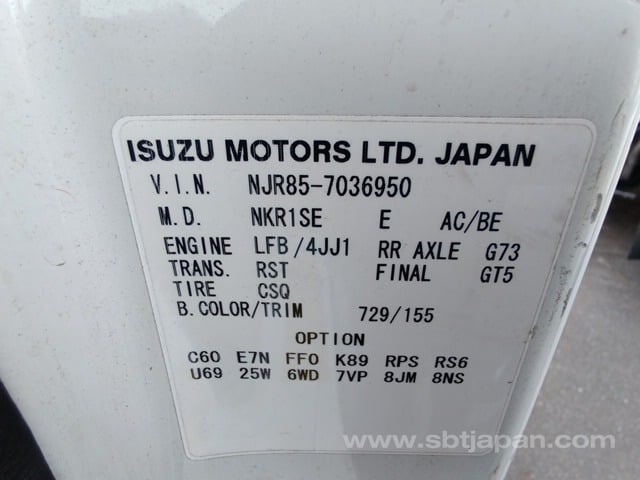 ISUZU MOTORS LTD. JAPAN
V.I.N. NJR85-7036950
M.D. NKR1SE E AC/BE
ENGINE LFB/4JJ1 RR AXLE G73
TRANS. RST FINAL GT5
TIRE CSQ
B.COLOR/TRIM 729/155
OPTION
C60 E7N FF0 K89 RPS RS6
U69 25W 6WD 7VP 8JM 8NS
www.sbtjapan.com